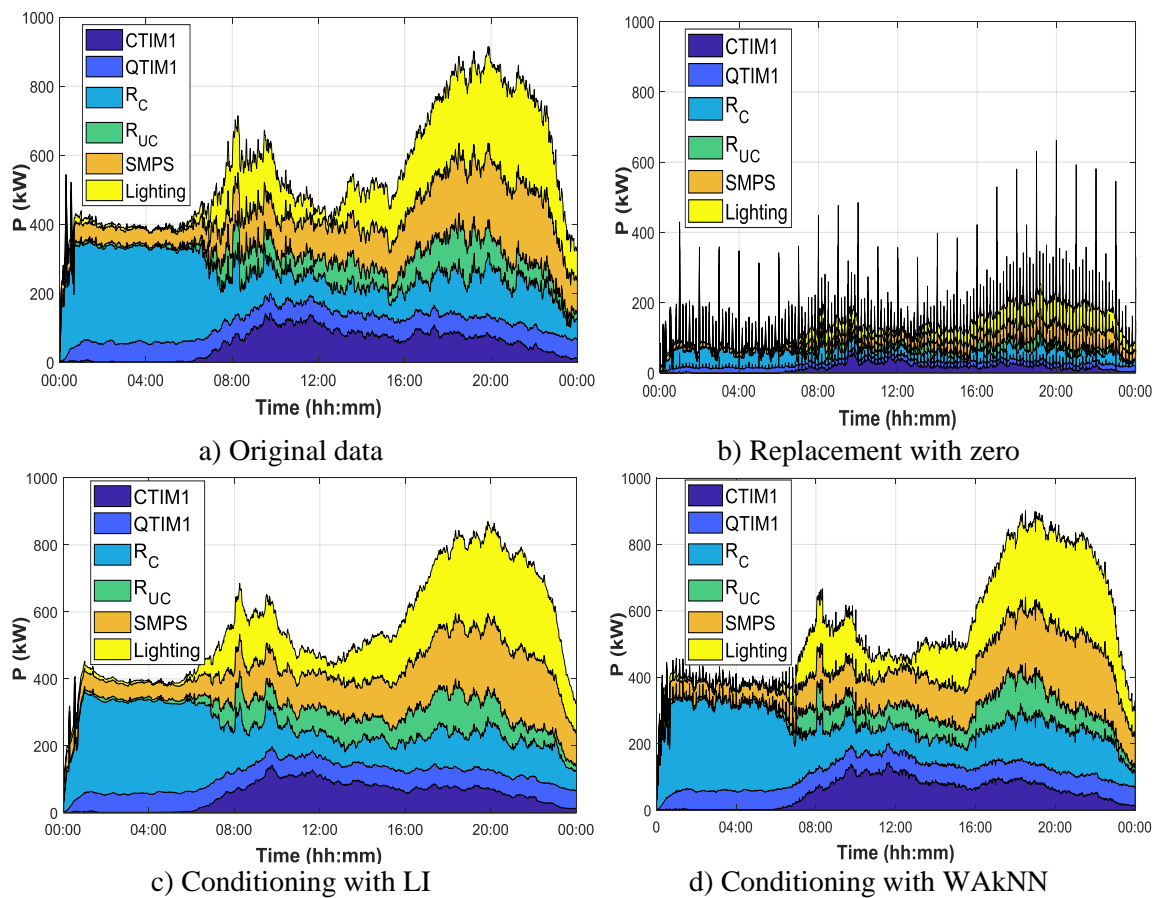 1000
800
600
400
200
0
P (kW)
CTIM1
QTIM1
R_C
R_UC
SMPS
Lighting
00:00 04:00 08:00 12:00 16:00 20:00 00:00
Time (hh:mm)
a) Original data
1000
800
600
400
200
0
P (kW)
CTIM1
QTIM1
R_C
R_UC
SMPS
Lighting
00:00 04:00 08:00 12:00 16:00 20:00 00:00
Time (hh:mm)
b) Replacement with zero
1000
800
600
400
200
0
P (kW)
CTIM1
QTIM1
R_C
R_UC
SMPS
Lighting
00:00 04:00 08:00 12:00 16:00 20:00 00:00
Time (hh:mm)
c) Conditioning with LI
1000
800
600
400
200
0
P (kW)
CTIM1
QTIM1
R_C
R_UC
SMPS
Lighting
0 04:00 08:00 12:00 16:00 20:00 00:00
Time (hh:mm)
d) Conditioning with WAkNN